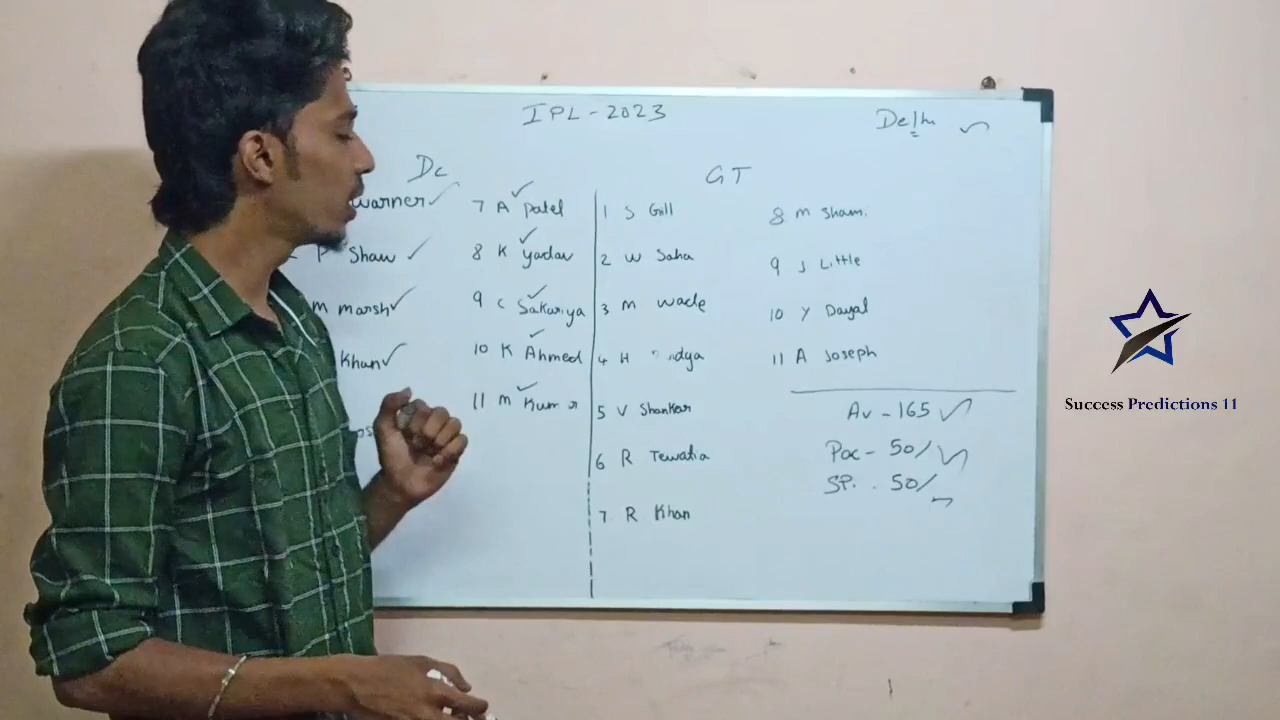 IPL - 2023
Delhi
DC
GT
warner
P Shaw
M marsh
Khan
7 A Patel
8 K Yadav
9 C Sakariya
10 K Ahmed
11 M Kumar
1 S Gill
2 W Saha
3 M Wade
4 H
5 V Shankar
6 R Tewatia
7 R Khan
8 M Shami
9 J Little
10 Y Dayal
11 A Joseph
Av - 165
Pac - 50/
SP. . 50/
Success Predictions 11